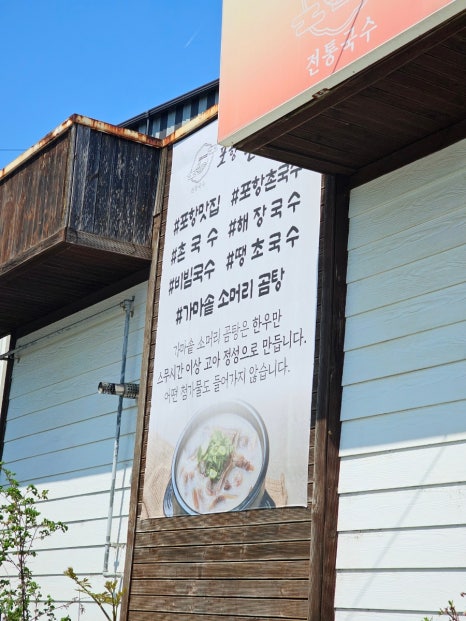 전통국수
#포항맛집 #포항촌국수
#촌국수 #해장국수
#비빔국수 #땡초국수
#가마솥 소머리 곰탕
가마솥 소머리 곰탕은 한우만
스무시간 이상 고아 정성으로 만듭니다.
어떤 첨가물도 들어가지 않습니다.